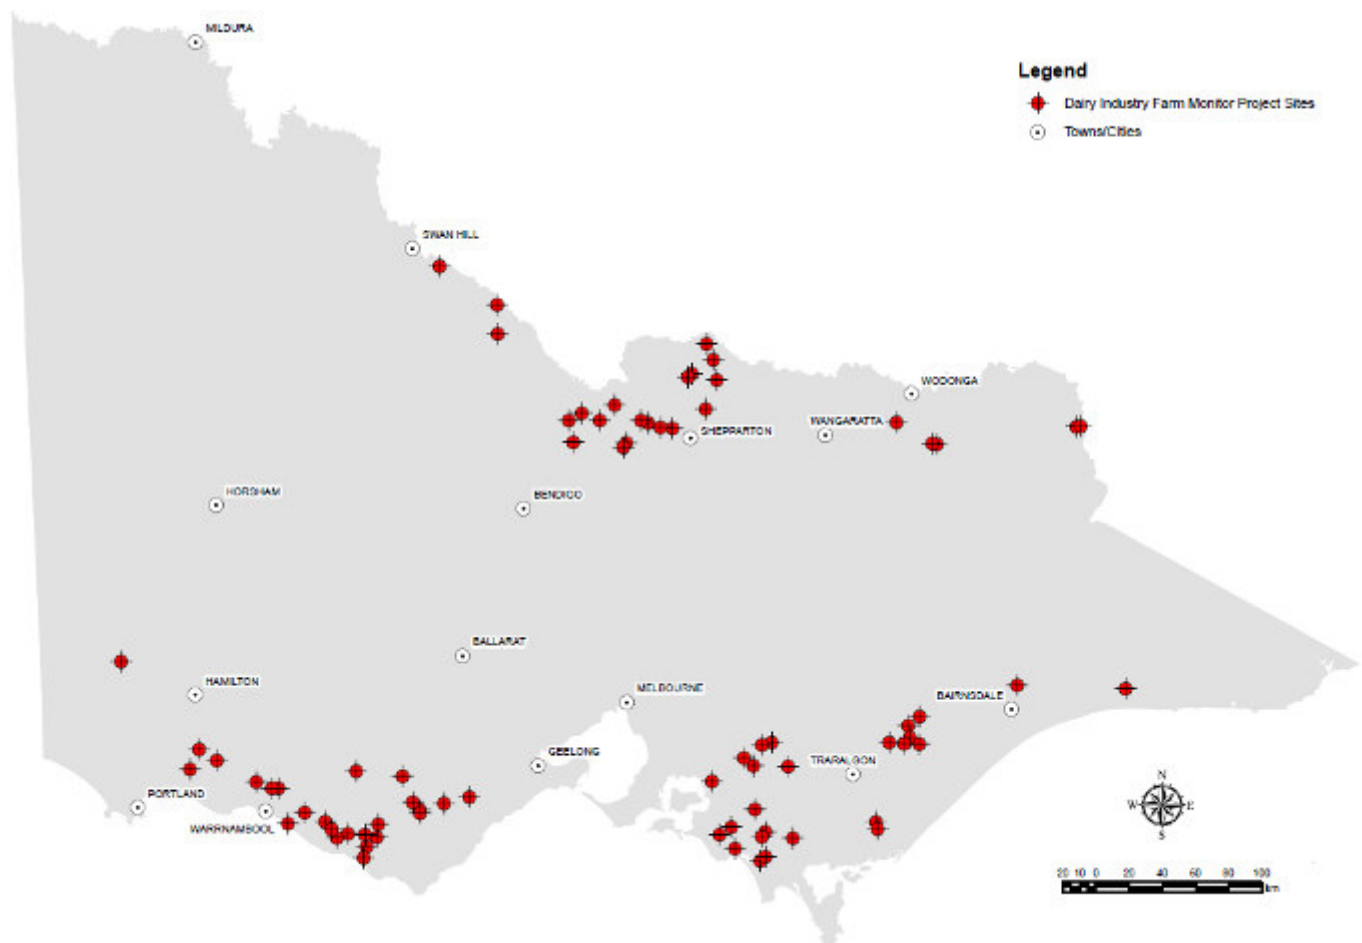 MILDURA
Legend
Dairy Industry Farm Monitor Project Sites
Towns/Cities
SWAN HILL
WODONGA
WANGARATTA
SHEPPARTON
HORSHAM
BENDIGO
BALLARAT
HAMILTON
MELBOURNE
BAIRNSDALE
GEELONG
TRARALGON
PORTLAND
WARRNAMBOOL
N
W E
S
20 10 0 20 40 60 80 100
km